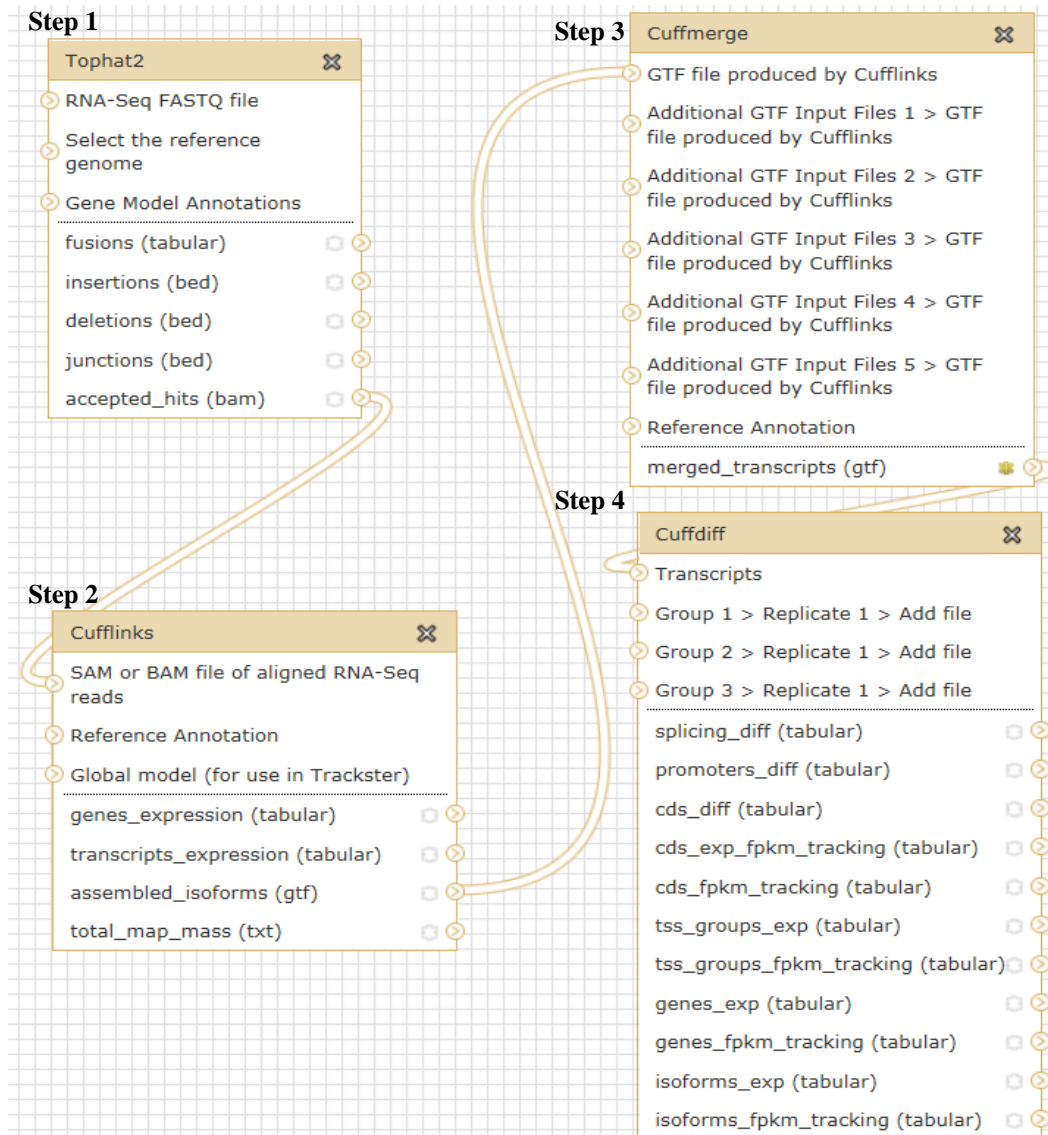 Step 1
Tophat2
RNA-Seq FASTQ file
Select the reference
genome
Gene Model Annotations
fusions (tabular)
insertions (bed)
deletions (bed)
junctions (bed)
accepted_hits (bam)
Step 2
Cufflinks
SAM or BAM file of aligned RNA-Seq
reads
Reference Annotation
Global model (for use in Trackster)
genes_expression (tabular)
transcripts_expression (tabular)
assembled_isoforms (gtf)
total_map_mass (txt)
Step 3
Cuffmerge
GTF file produced by Cufflinks
Additional GTF Input Files 1 > GTF
file produced by Cufflinks
Additional GTF Input Files 2 > GTF
file produced by Cufflinks
Additional GTF Input Files 3 > GTF
file produced by Cufflinks
Additional GTF Input Files 4 > GTF
file produced by Cufflinks
Additional GTF Input Files 5 > GTF
file produced by Cufflinks
Reference Annotation
merged_transcripts (gtf)
Step 4
Cuffdiff
Transcripts
Group 1 > Replicate 1 > Add file
Group 2 > Replicate 1 > Add file
Group 3 > Replicate 1 > Add file
splicing_diff (tabular)
promoters_diff (tabular)
cds_diff (tabular)
cds_exp_fpkm_tracking (tabular)
cds_fpkm_tracking (tabular)
tss_groups_exp (tabular)
tss_groups_fpkm_tracking (tabular)
genes_exp (tabular)
genes_fpkm_tracking (tabular)
isoforms_exp (tabular)
isoforms_fpkm_tracking (tabular)